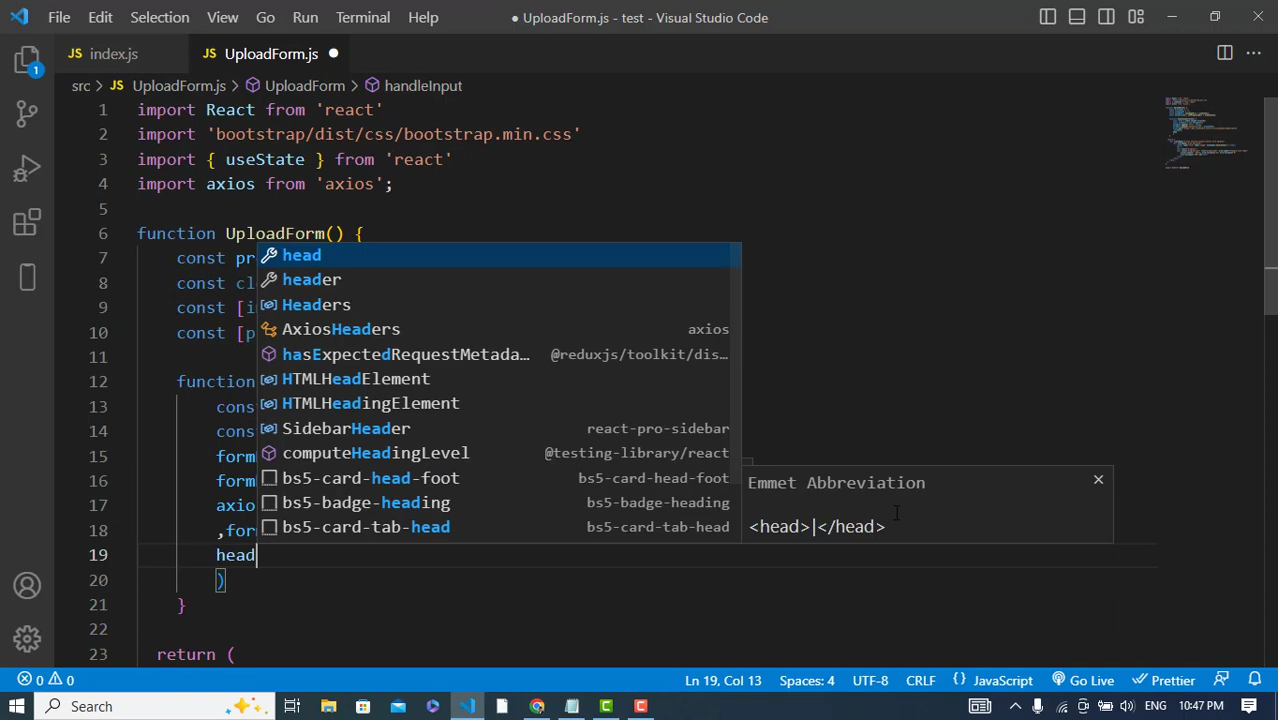 File Edit Selection View Go Run Terminal Help
● UploadForm.js - test - Visual Studio Code
JS index.js
JS UploadForm.js ●
src > JS UploadForm.js > UploadForm > handleInput
1 import React from 'react'
2 import 'bootstrap/dist/css/bootstrap.min.css'
3 import { useState } from 'react'
4 import axios from 'axios';
5
6 function UploadForm() {
7 const pr
8 const cl
9 const [i
10 const [p
11
12 function
13 cons
14 cons
15 form
16 form
17 axio
18 ,for
19 head
20 )
21 }
22
23 return (
head
header
Headers
AxiosHeaders axios
hasExpectedRequestMetada... @reduxjs/toolkit/dis...
HTMLHeadElement
HTMLHeadingElement
SidebarHeader react-pro-sidebar
computeHeadingLevel @testing-library/react
bs5-card-head-foot bs5-card-head-foot
bs5-badge-heading bs5-badge-heading
bs5-card-tab-head bs5-card-tab-head
Emmet Abbreviation
<head>|</head>
1
0 0
Ln 19, Col 13 Spaces: 4 UTF-8 CRLF {} JavaScript Go Live Prettier
Search
ENG 10:47 PM